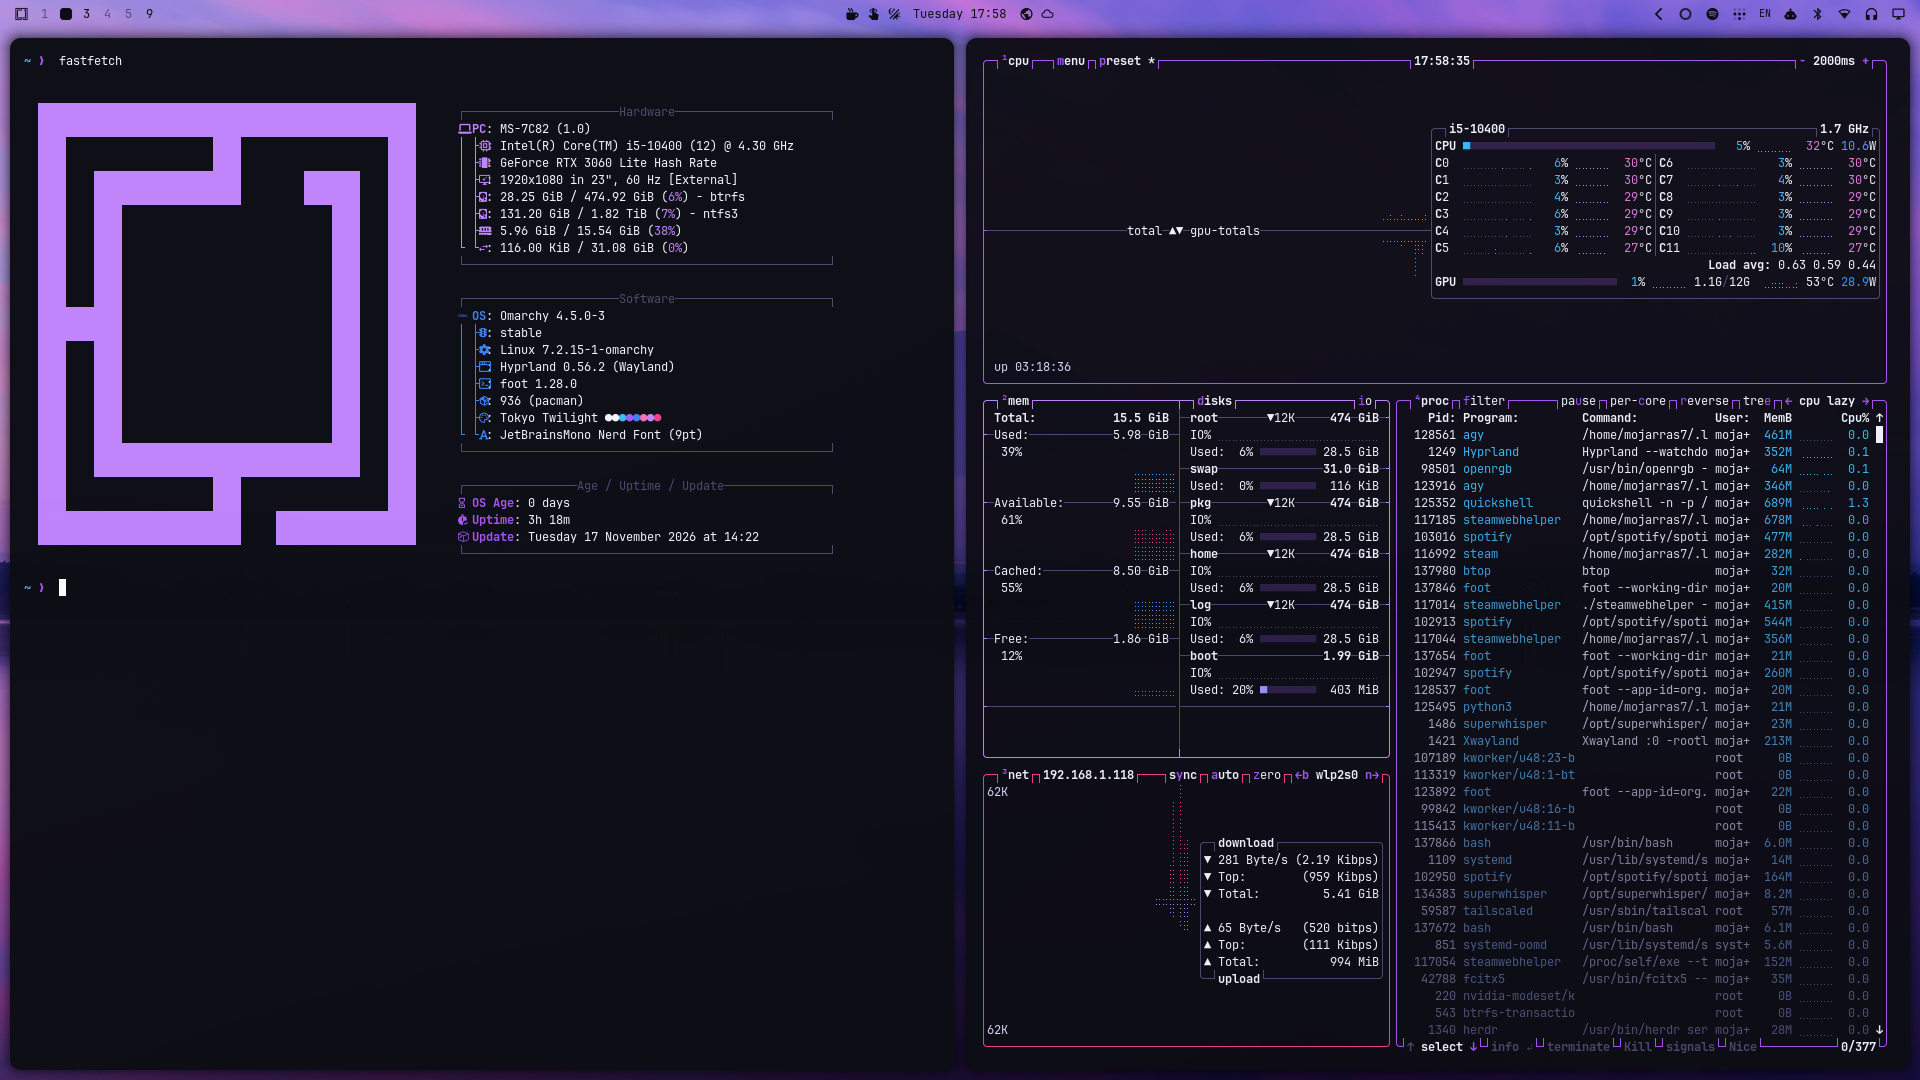 1 3 4 5 9 Tuesday 17:58 EN
~ ❯ fastfetch
Hardware
PC: MS-7C82 (1.0)
Intel(R) Core(TM) i5-10400 (12) @ 4.30 GHz
GeForce RTX 3060 Lite Hash Rate
1920x1080 in 23", 60 Hz [External]
28.25 GiB / 474.92 GiB (6%) - btrfs
131.20 GiB / 1.82 TiB (7%) - ntfs3
5.96 GiB / 15.54 GiB (38%)
116.00 KiB / 31.08 GiB (0%)
Software
OS: Omarchy 4.5.0-3
stable
Linux 7.2.15-1-omarchy
Hyprland 0.56.2 (Wayland)
foot 1.28.0
936 (pacman)
Tokyo Twilight
JetBrainsMono Nerd Font (9pt)
Age / Uptime / Update
OS Age: 0 days
Uptime: 3h 18m
Update: Tuesday 17 November 2026 at 14:22
~ ❯
¹cpu menu preset * 17:58:35 - 2000ms +
i5-10400 1.7 GHz
CPU 5% 32°C 10.6W
C0 6% 30°C C6 3% 30°C
C1 3% 30°C C7 4% 30°C
C2 4% 29°C C8 3% 29°C
C3 6% 29°C C9 3% 29°C
total ▲▼ gpu-totals
C4 3% 29°C C10 3% 29°C
C5 6% 27°C C11 10% 27°C
Load avg: 0.63 0.59 0.44
GPU 1% 1.1G/12G 53°C 28.9W
up 03:18:36
²mem
Total: 15.5 GiB
Used: 5.98 GiB
39%
Available: 9.55 GiB
61%
Cached: 8.50 GiB
55%
Free: 1.86 GiB
12%
disks io
root ▼12K 474 GiB
IO%
Used: 6% 28.5 GiB
swap 31.0 GiB
Used: 0% 116 KiB
pkg ▼12K 474 GiB
IO%
Used: 6% 28.5 GiB
home ▼12K 474 GiB
IO%
Used: 6% 28.5 GiB
log ▼12K 474 GiB
IO%
Used: 6% 28.5 GiB
boot 1.99 GiB
IO%
Used: 20% 403 MiB
³net 192.168.1.118 sync auto zero ←b wlp2s0 n→
62K
download
▼ 281 Byte/s (2.19 Kibps)
▼ Top: (959 Kibps)
▼ Total: 5.41 GiB
▲ 65 Byte/s (520 bitps)
▲ Top: (111 Kibps)
▲ Total: 994 MiB
upload
62K
⁴proc filter pause per-core reverse tree ← cpu lazy →
Pid: Program: Command: User: MemB Cpu% ↑
128561 agy /home/mojarras7/.l moja+ 461M 0.0
1249 Hyprland Hyprland --watchdo moja+ 352M 0.1
98501 openrgb /usr/bin/openrgb - moja+ 64M 0.1
123916 agy /home/mojarras7/.l moja+ 346M 0.0
125352 quickshell quickshell -n -p / moja+ 689M 1.3
117185 steamwebhelper /home/mojarras7/.l moja+ 678M 0.0
103016 spotify /opt/spotify/spoti moja+ 477M 0.0
116992 steam /home/mojarras7/.l moja+ 282M 0.0
137980 btop btop moja+ 32M 0.0
137846 foot foot --working-dir moja+ 20M 0.0
117014 steamwebhelper ./steamwebhelper - moja+ 415M 0.0
102913 spotify /opt/spotify/spoti moja+ 544M 0.0
117044 steamwebhelper /home/mojarras7/.l moja+ 356M 0.0
137654 foot foot --working-dir moja+ 21M 0.0
102947 spotify /opt/spotify/spoti moja+ 260M 0.0
128537 foot foot --app-id=org. moja+ 20M 0.0
125495 python3 /home/mojarras7/.l moja+ 21M 0.0
1486 superwhisper /opt/superwhisper/ moja+ 23M 0.0
1421 Xwayland Xwayland :0 -rootl moja+ 213M 0.0
107189 kworker/u48:23-b root 0B 0.0
113319 kworker/u48:1-bt root 0B 0.0
123892 foot foot --app-id=org. moja+ 22M 0.0
99842 kworker/u48:16-b root 0B 0.0
115413 kworker/u48:11-b root 0B 0.0
137866 bash /usr/bin/bash moja+ 6.0M 0.0
1109 systemd /usr/lib/systemd/s moja+ 14M 0.0
102950 spotify /opt/spotify/spoti moja+ 164M 0.0
134383 superwhisper /opt/superwhisper/ moja+ 8.2M 0.0
59587 tailscaled /usr/sbin/tailscal root 57M 0.0
137672 bash /usr/bin/bash moja+ 6.1M 0.0
851 systemd-oomd /usr/lib/systemd/s syst+ 5.6M 0.0
117054 steamwebhelper /proc/self/exe --t moja+ 152M 0.0
42788 fcitx5 /usr/bin/fcitx5 -- moja+ 35M 0.0
220 nvidia-modeset/k root 0B 0.0
543 btrfs-transactio root 0B 0.0
1340 herdr /usr/bin/herdr ser moja+ 28M 0.0 ↓
↑ select ↓ info ↵ terminate Kill signals Nice 0/377